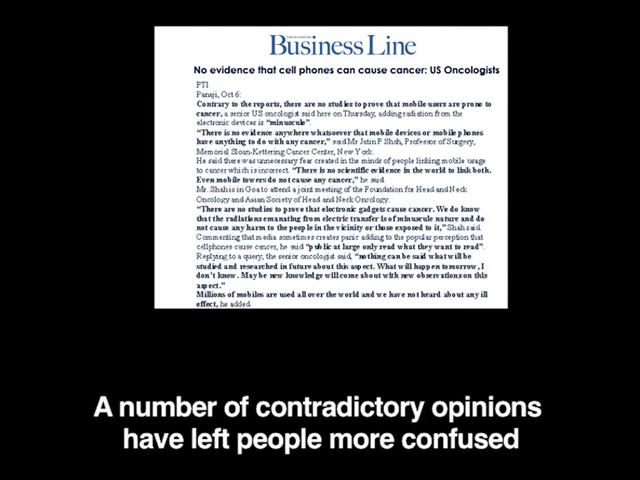 Business Line
No evidence that cell phones can cause cancer: US Oncologists
PTI
Panaji, Oct 6:
Contrary to the reports, there are no studies to prove that mobile users are prone to
cancer, a senior US oncologist said here on Thursday, adding radiation from the
electronic devices is “minuscule”.
“There is no evidence anywhere whatsoever that mobile devices or mobile phones
have anything to do with any cancer,” said Mr Jatin P Shah, Professor of Surgery,
Memorial Sloan-Kettering Cancer Center, New York.
He said there was unnecessary fear created in the minds of people linking mobile usage
to cancer which is incorrect. “There is no scientific evidence in the world to link both.
Even mobile towers do not cause any cancer,” he said.
Mr. Shah is in Goa to attend a joint meeting of the Foundation for Head and Neck
Oncology and Asian Society of Head and Neck Oncology.
“There are no studies to prove that electronic gadgets cause cancer. We do know
that the radiations emanating from electric transfer is of minuscule nature and do
not cause any harm to the people in the vicinity or those exposed to it,” Shah said.
Commenting that media sometimes creates panic adding to the popular perception that
cellphones cause cancer, he said “public at large only read what they want to read”.
Replying to a query, the senior oncologist said, “nothing can be said what will be
studied and researched in future about this aspect. What will happen tomorrow, I
don’t know. May be new knowledge will come about with new observations on this
aspect.”
Millions of mobiles are used all over the world and we have not heard about any ill
effect, he added.
A number of contradictory opinions
have left people more confused